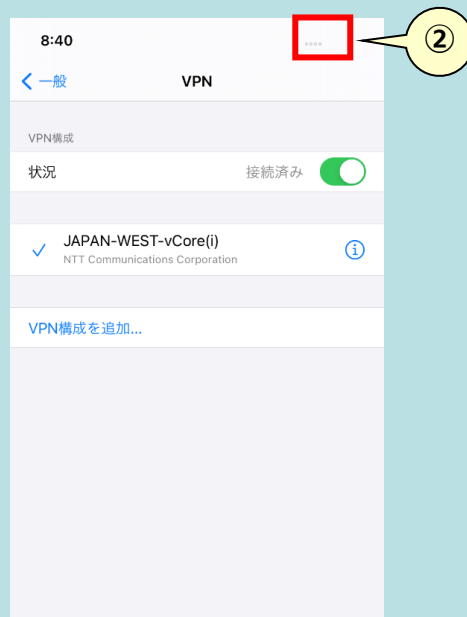 8:40
②
一般
VPN
VPN構成
状況
接続済み
JAPAN-WEST-vCore(i)
NTT Communications Corporation
VPN構成を追加...